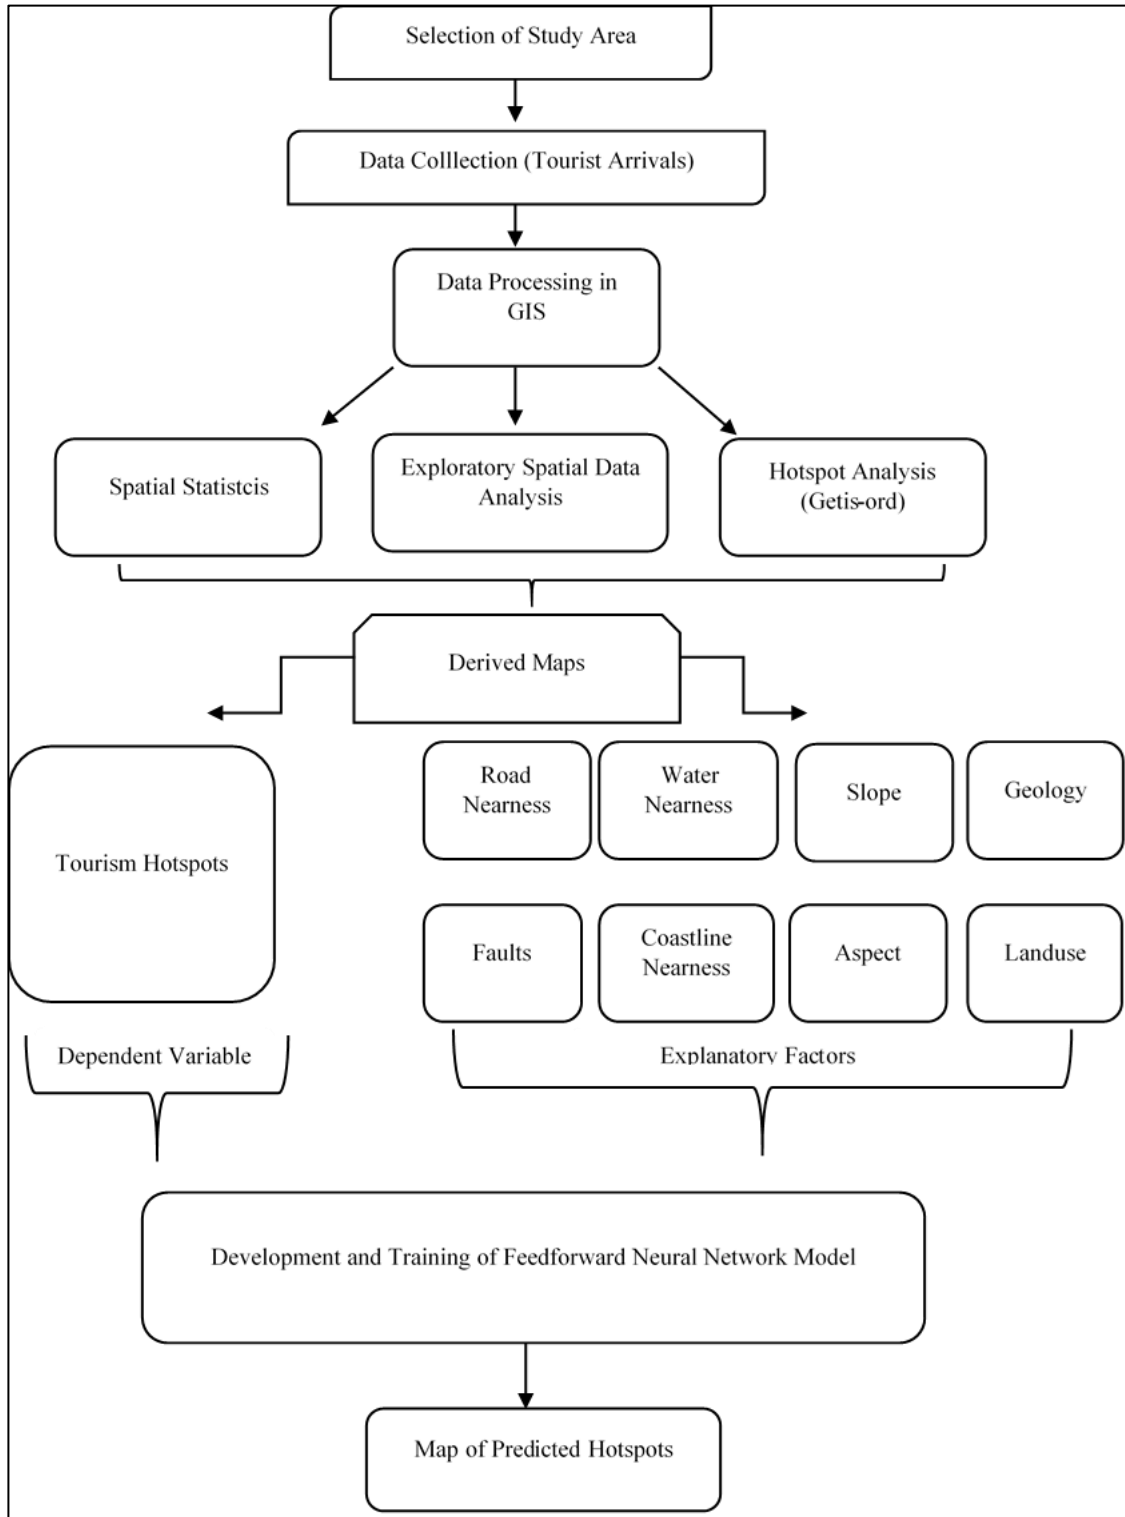 Selection of Study Area
Data Colllection (Tourist Arrivals)
Data Processing in
GIS
Spatial Statistcis
Exploratory Spatial Data
Analysis
Hotspot Analysis
(Getis-ord)
Derived Maps
Tourism Hotspots
Road
Nearness
Water
Nearness
Slope
Geology
Faults
Coastline
Nearness
Aspect
Landuse
Dependent Variable
Explanatory Factors
Development and Training of Feedforward Neural Network Model
Map of Predicted Hotspots